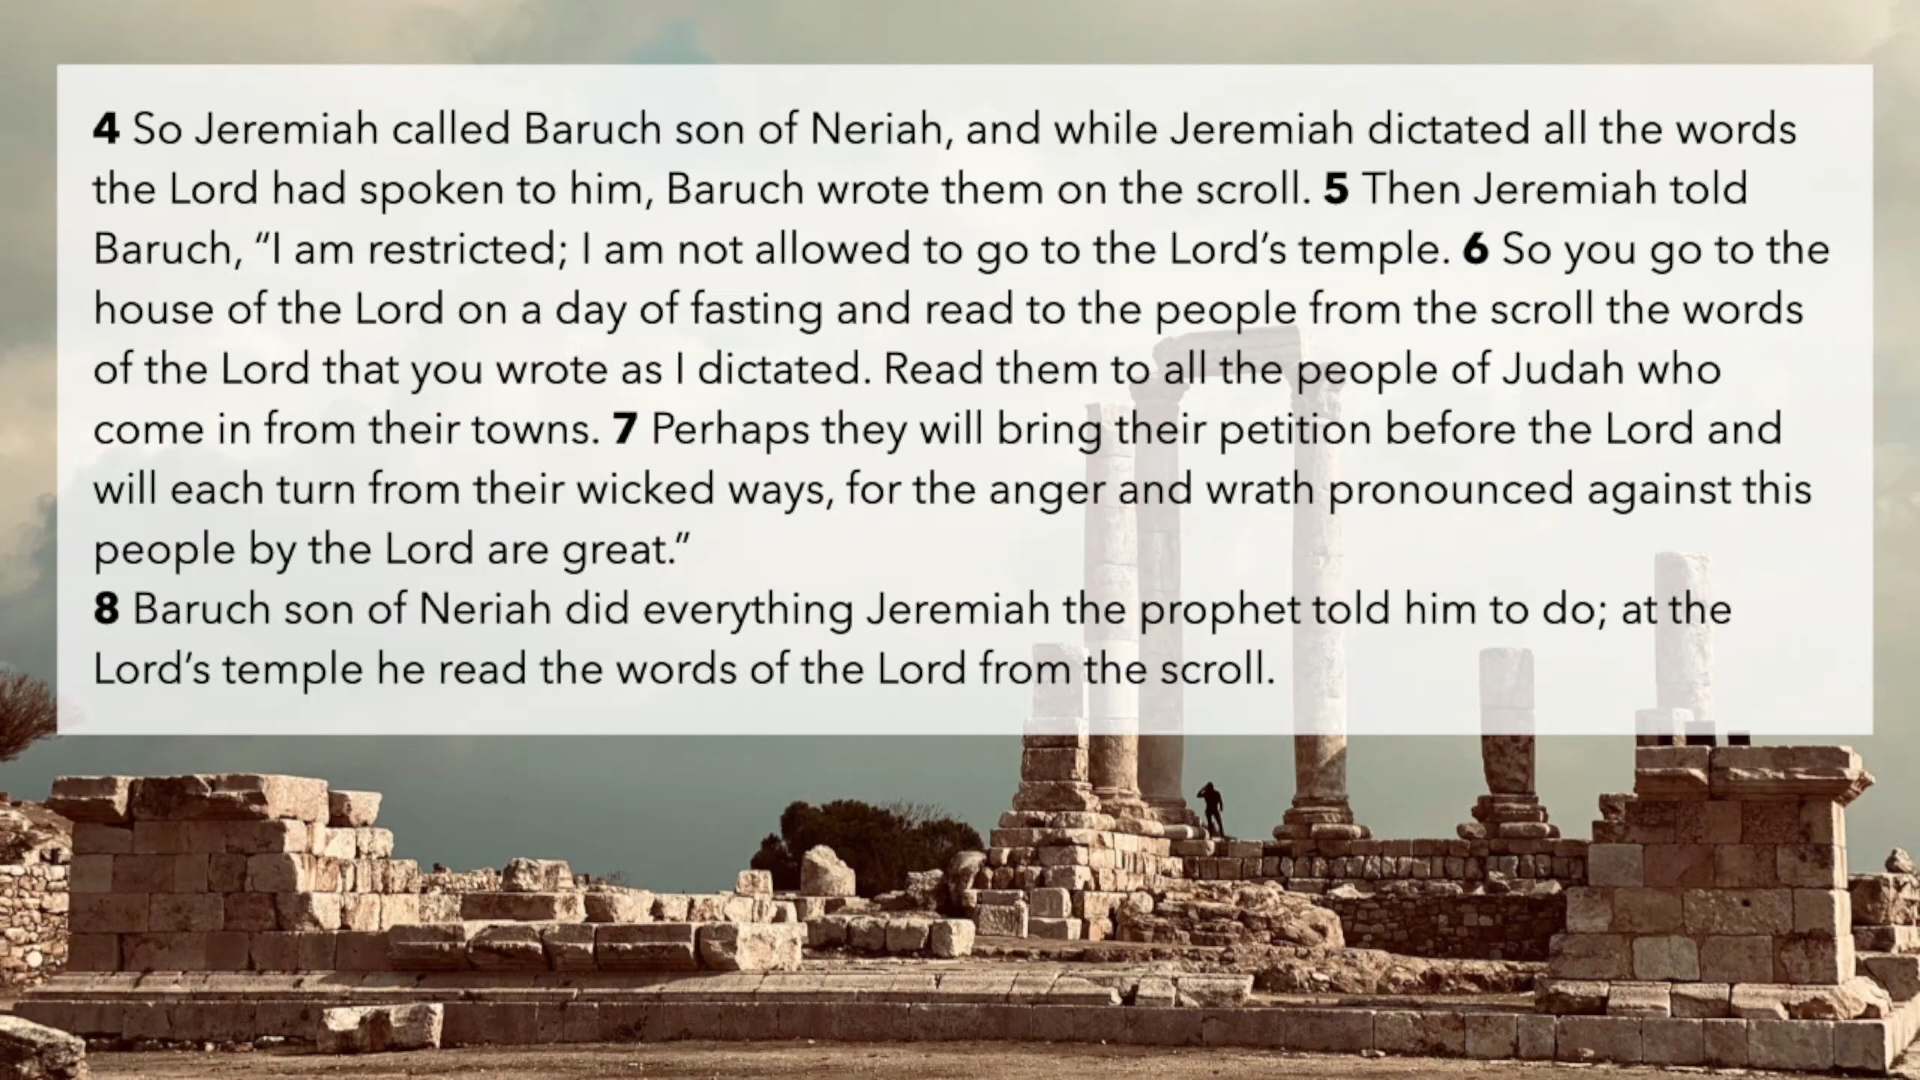 4 So Jeremiah called Baruch son of Neriah, and while Jeremiah dictated all the words
the Lord had spoken to him, Baruch wrote them on the scroll. 5 Then Jeremiah told
Baruch, “I am restricted; I am not allowed to go to the Lord’s temple. 6 So you go to the
house of the Lord on a day of fasting and read to the people from the scroll the words
of the Lord that you wrote as I dictated. Read them to all the people of Judah who
come in from their towns. 7 Perhaps they will bring their petition before the Lord and
will each turn from their wicked ways, for the anger and wrath pronounced against this
people by the Lord are great.”
8 Baruch son of Neriah did everything Jeremiah the prophet told him to do; at the
Lord’s temple he read the words of the Lord from the scroll.